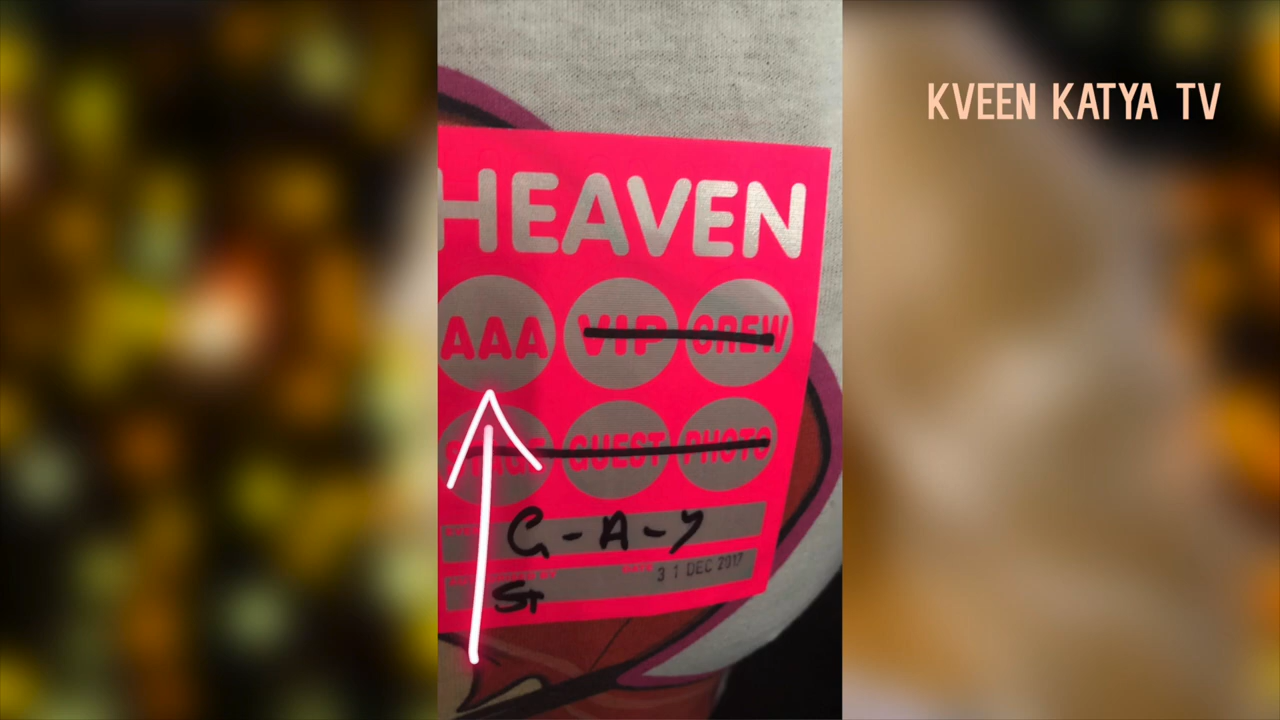 KVEEN KATYA TV
HEAVEN
AAA VIP CREW
GUEST PHOTO
G-A-Y
31 DEC 2017